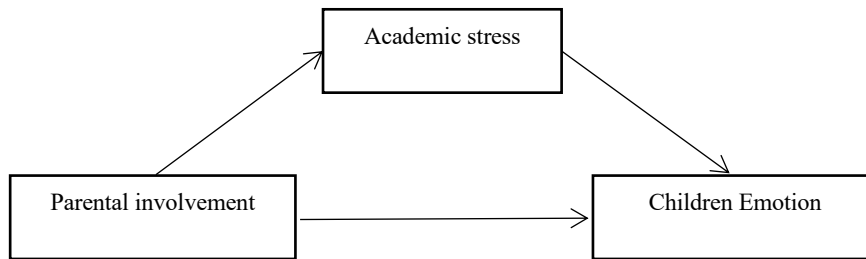 Academic stress
Parental involvement
Children Emotion